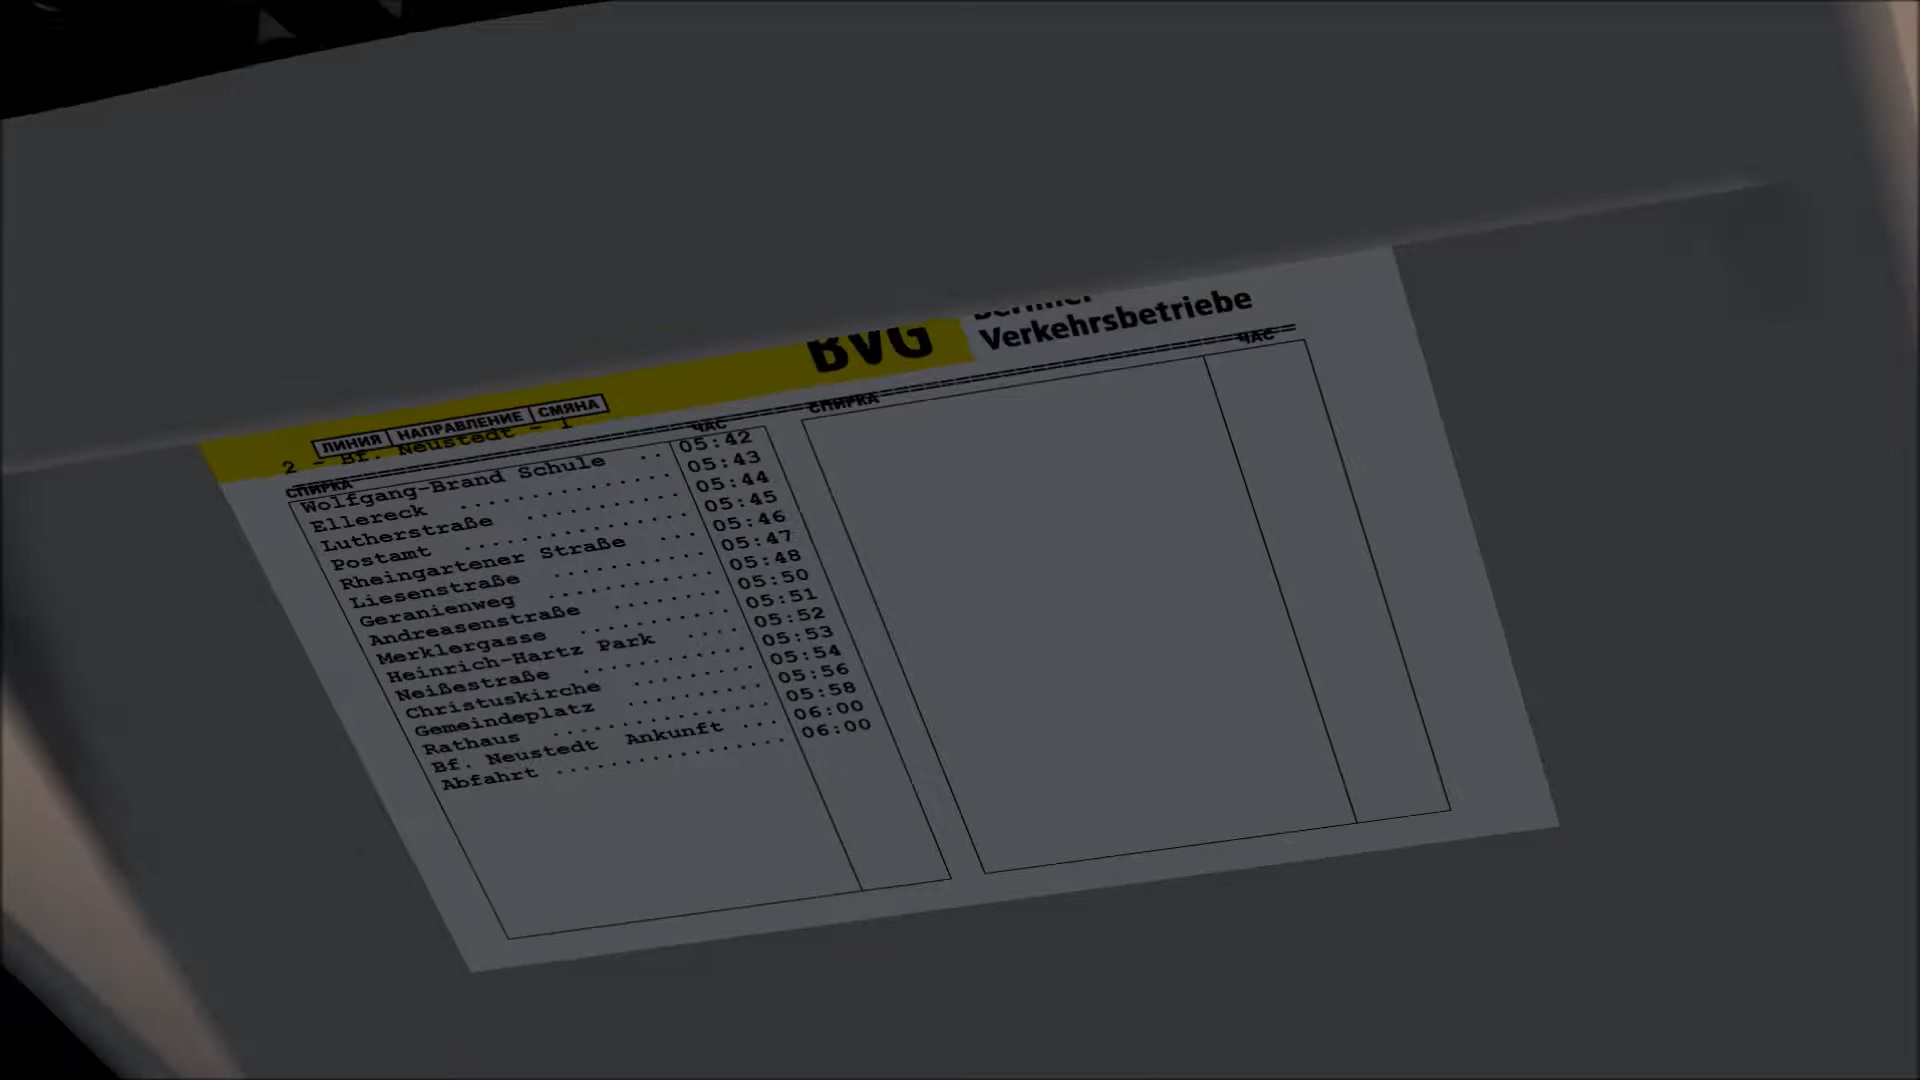 Verkehrsbetriebe
BVG
ЛИНИЯ НАПРАВЛЕНИЕ СМЯНА
2 - Bf. Neustedt - 1
СПИРКА ЧАС СПИРКА ЧАС
Wolfgang-Brand Schule .. 05:42
Ellereck ................ 05:43
Lutherstraße ............ 05:44
Postamt ................. 05:45
Rheingartener Straße ... 05:46
Liesenstraße ........... 05:47
Geranienweg ............ 05:48
Andreasenstraße ........ 05:50
Merklergasse ........... 05:51
Heinrich-Hartz Park .... 05:52
Neißestraße ............ 05:53
Christuskirche ......... 05:54
Gemeindeplatz .......... 05:56
Rathaus ................ 05:58
Bf. Neustedt Ankunft ... 06:00
Abfahrt ................. 06:00